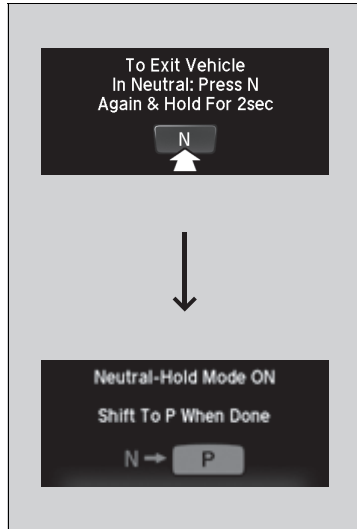 To Exit Vehicle
In Neutral: Press N
Again & Hold For 2sec
N
Neutral-Hold Mode ON
Shift To P When Done
N → P